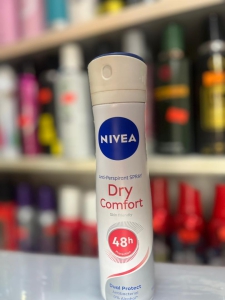 NIVEA
Anti-Perspirant Spray
Dry
Comfort
48h
Dual Protect